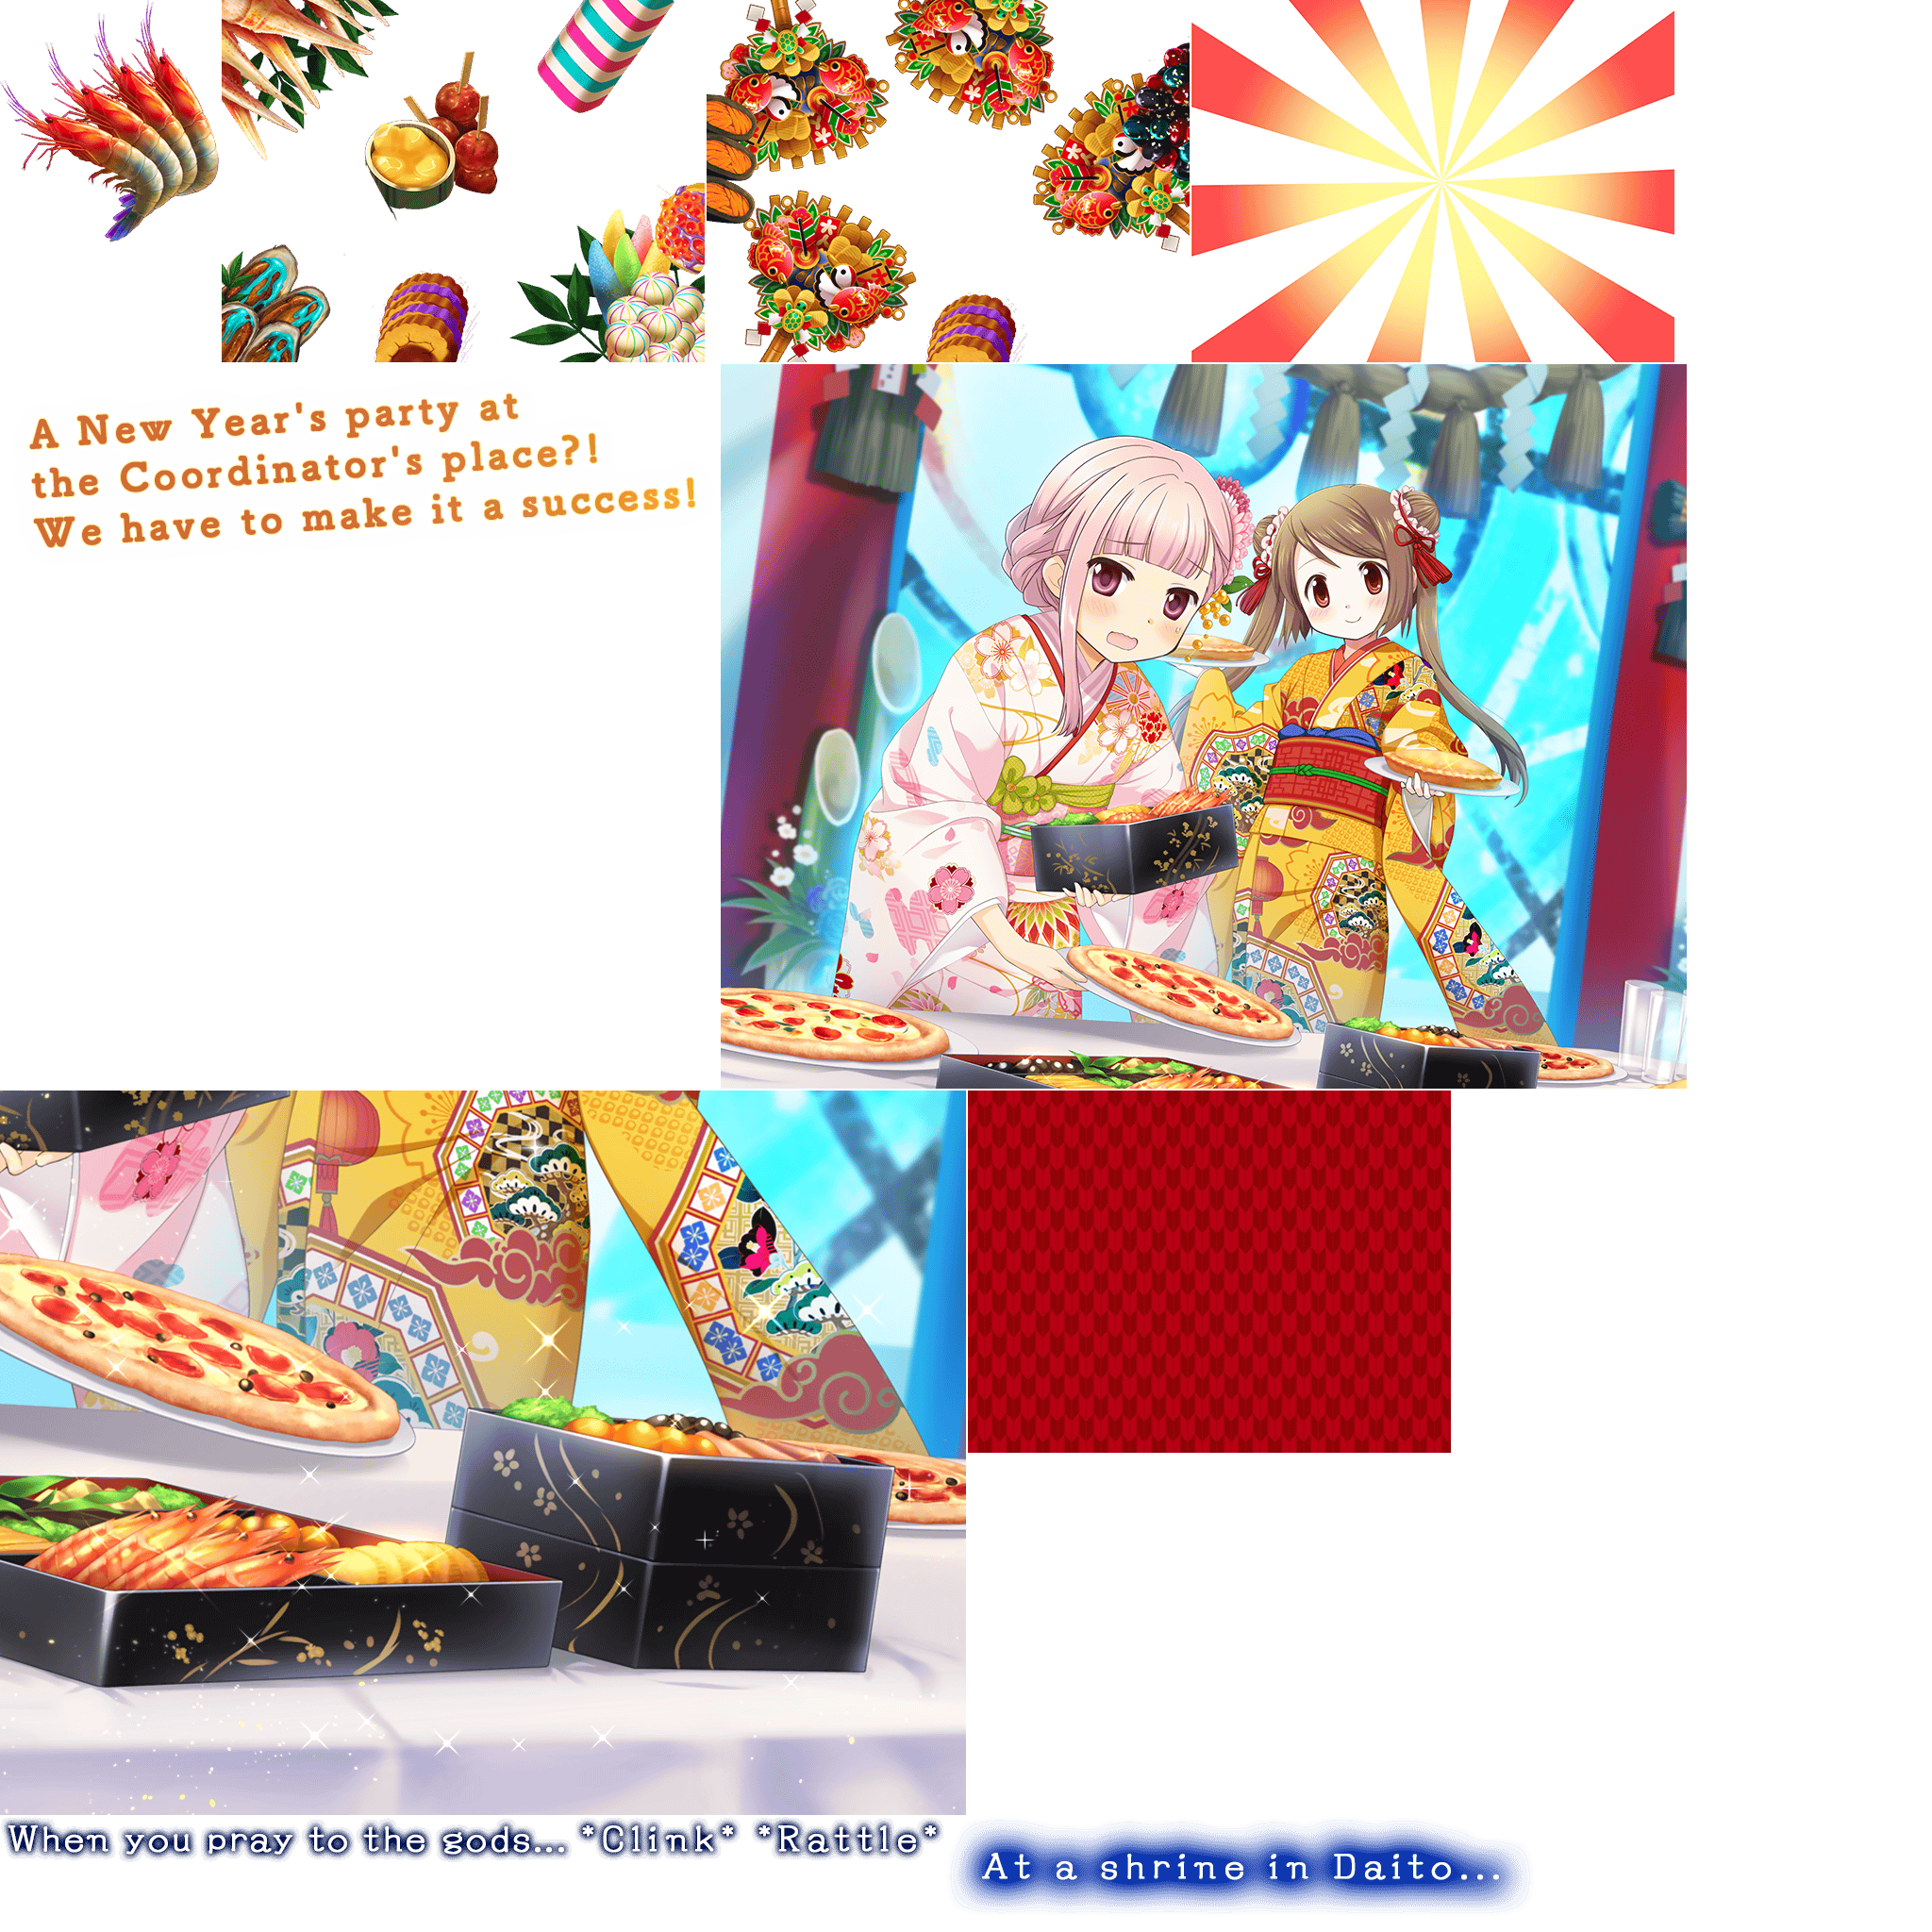 A New Year's party at
the Coordinator's place?!
We have to make it a success!
When you pray to the gods... *Clink* *Rattle*
At a shrine in Daito...